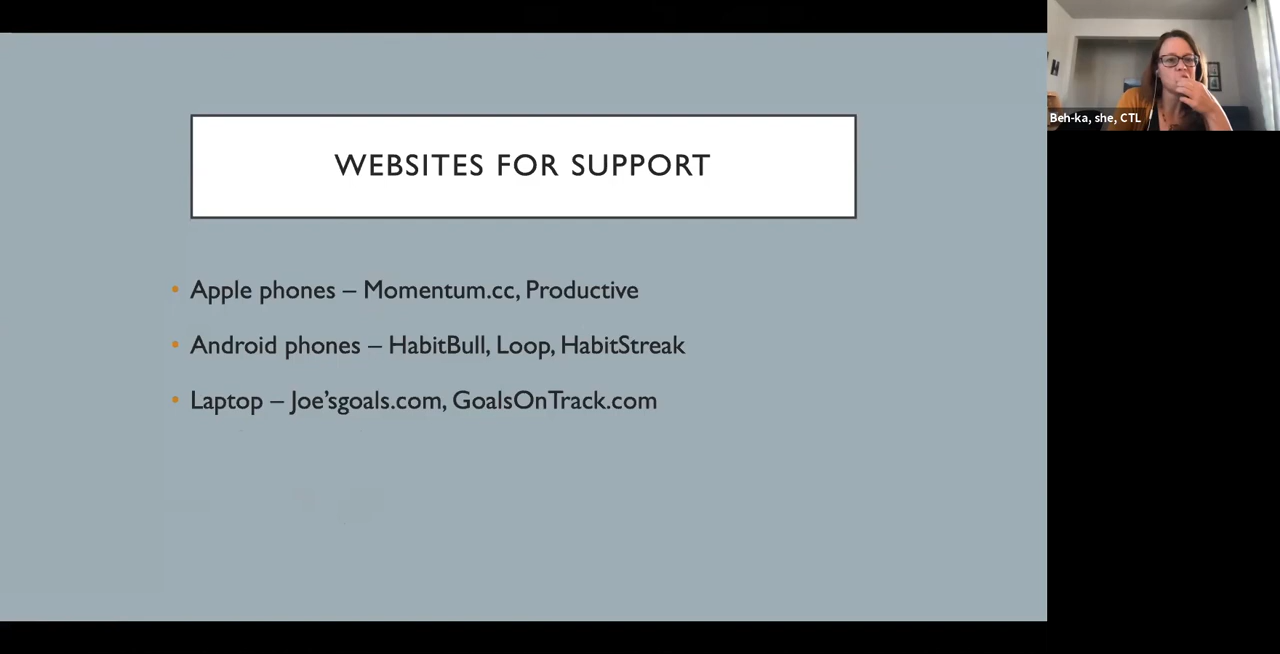 WEBSITES FOR SUPPORT
• Apple phones – Momentum.cc, Productive
• Android phones – HabitBull, Loop, HabitStreak
• Laptop – Joe'sgoals.com, GoalsOnTrack.com
Beh-ka, she, CTL